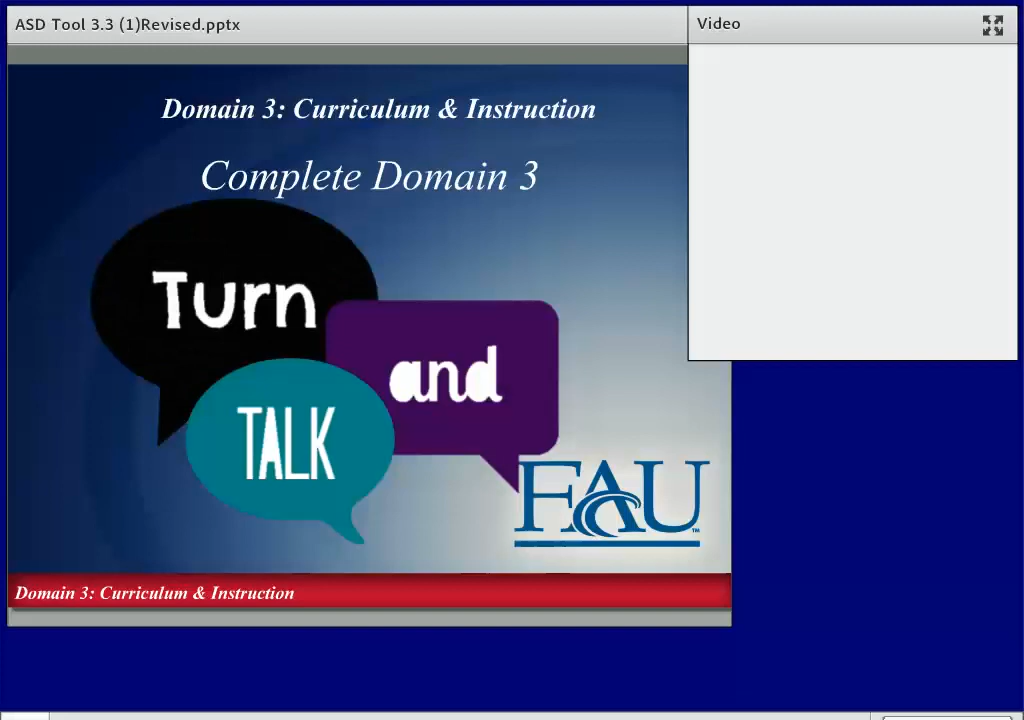 ASD Tool 3.3 (1)Revised.pptx
Video
Domain 3: Curriculum & Instruction
Complete Domain 3
Turn
and
TALK
FAU
TM
Domain 3: Curriculum & Instruction